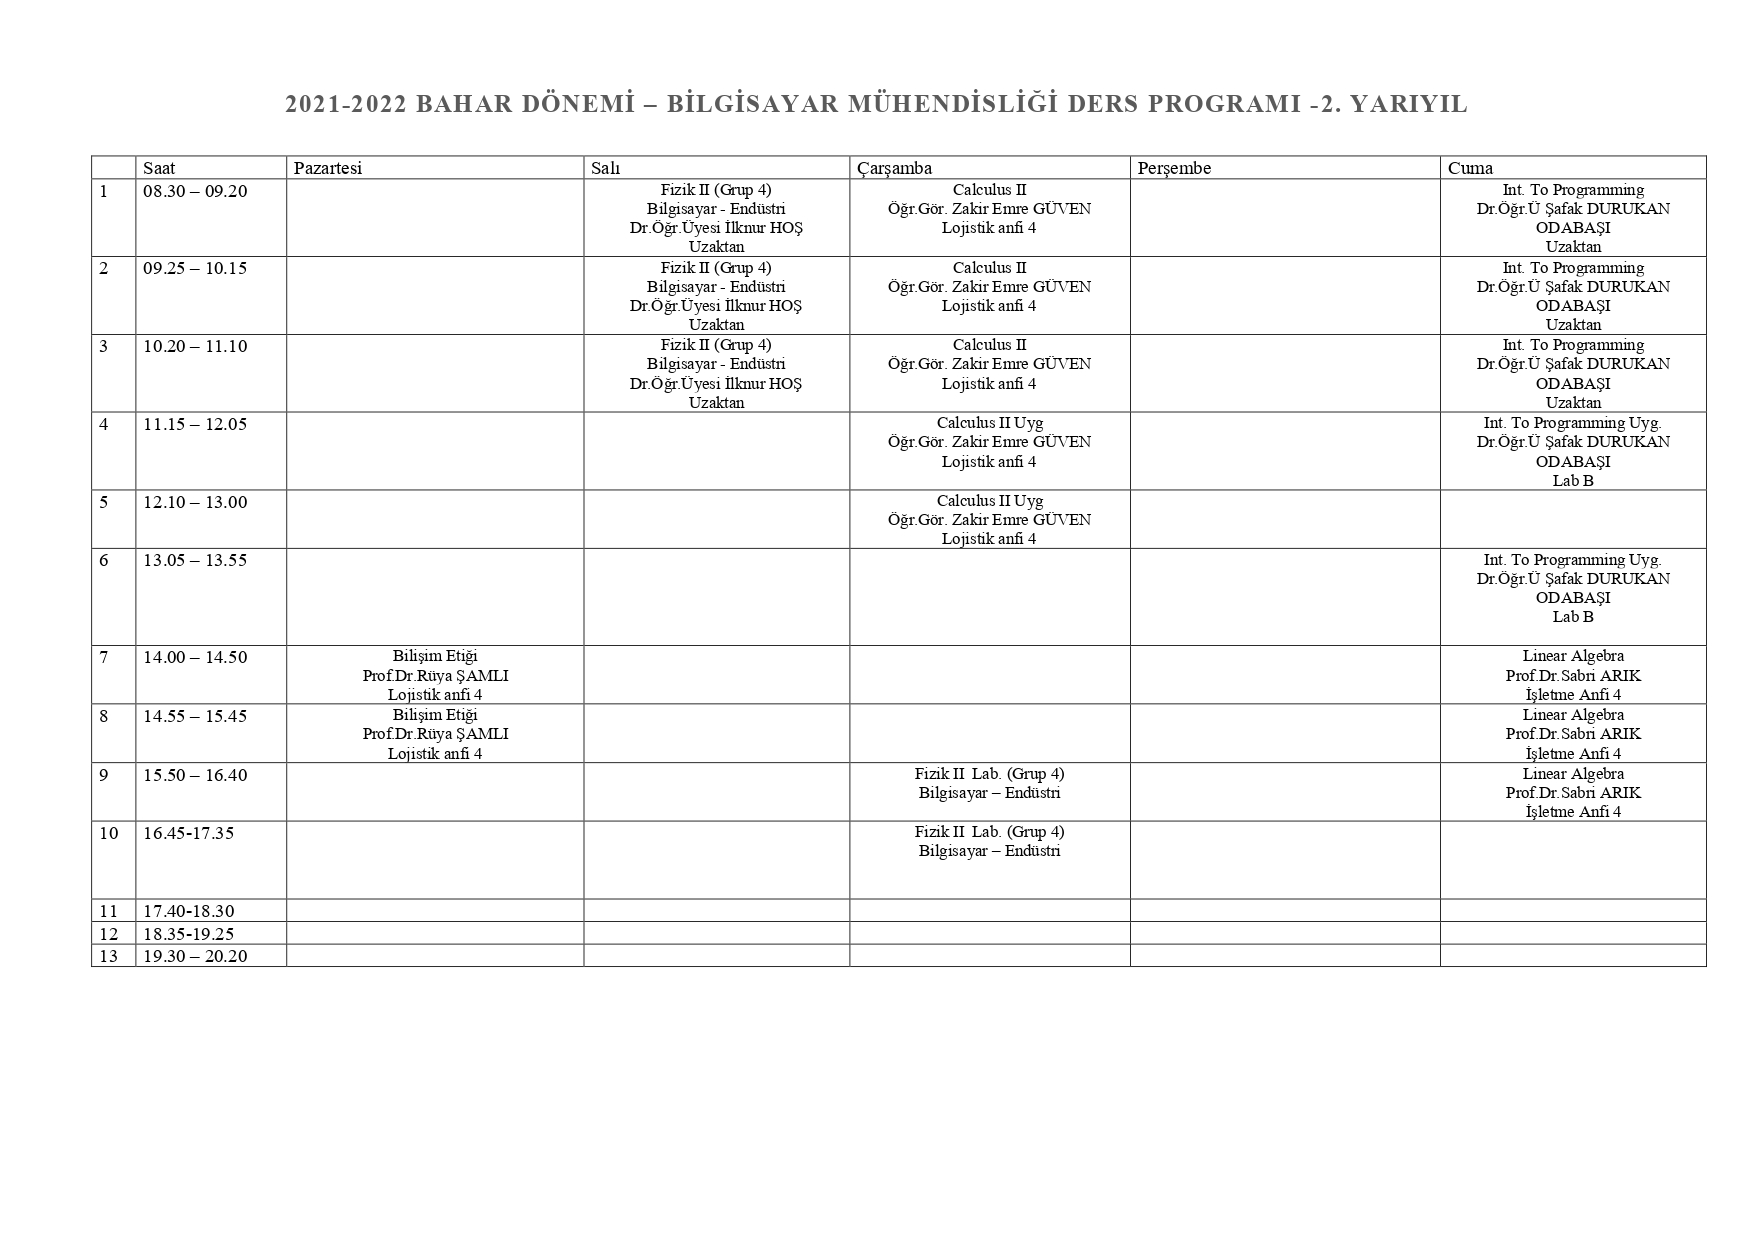 2021-2022 BAHAR DÖNEMİ – BİLGİSAYAR MÜHENDİSLİĞİ DERS PROGRAMI -2. YARIYIL
Saat Pazartesi Salı Çarşamba Perşembe Cuma
1 08.30 – 09.20
Fizik II (Grup 4)
Bilgisayar - Endüstri
Dr.Öğr.Üyesi İlknur HOŞ
Uzaktan
Calculus II
Öğr.Gör. Zakir Emre GÜVEN
Lojistik anfi 4
Int. To Programming
Dr.Öğr.Ü Şafak DURUKAN
ODABAŞI
Uzaktan
2 09.25 – 10.15
Fizik II (Grup 4)
Bilgisayar - Endüstri
Dr.Öğr.Üyesi İlknur HOŞ
Uzaktan
Calculus II
Öğr.Gör. Zakir Emre GÜVEN
Lojistik anfi 4
Int. To Programming
Dr.Öğr.Ü Şafak DURUKAN
ODABAŞI
Uzaktan
3 10.20 – 11.10
Fizik II (Grup 4)
Bilgisayar - Endüstri
Dr.Öğr.Üyesi İlknur HOŞ
Uzaktan
Calculus II
Öğr.Gör. Zakir Emre GÜVEN
Lojistik anfi 4
Int. To Programming
Dr.Öğr.Ü Şafak DURUKAN
ODABAŞI
Uzaktan
4 11.15 – 12.05
Calculus II Uyg
Öğr.Gör. Zakir Emre GÜVEN
Lojistik anfi 4
Int. To Programming Uyg.
Dr.Öğr.Ü Şafak DURUKAN
ODABAŞI
Lab B
5 12.10 – 13.00
Calculus II Uyg
Öğr.Gör. Zakir Emre GÜVEN
Lojistik anfi 4
6 13.05 – 13.55
Int. To Programming Uyg.
Dr.Öğr.Ü Şafak DURUKAN
ODABAŞI
Lab B
7 14.00 – 14.50
Bilişim Etiği
Prof.Dr.Rüya ŞAMLI
Lojistik anfi 4
Linear Algebra
Prof.Dr.Sabri ARIK
İşletme Anfi 4
8 14.55 – 15.45
Bilişim Etiği
Prof.Dr.Rüya ŞAMLI
Lojistik anfi 4
Linear Algebra
Prof.Dr.Sabri ARIK
İşletme Anfi 4
9 15.50 – 16.40
Fizik II Lab. (Grup 4)
Bilgisayar – Endüstri
Linear Algebra
Prof.Dr.Sabri ARIK
İşletme Anfi 4
10 16.45-17.35
Fizik II Lab. (Grup 4)
Bilgisayar – Endüstri
11 17.40-18.30
12 18.35-19.25
13 19.30 – 20.20